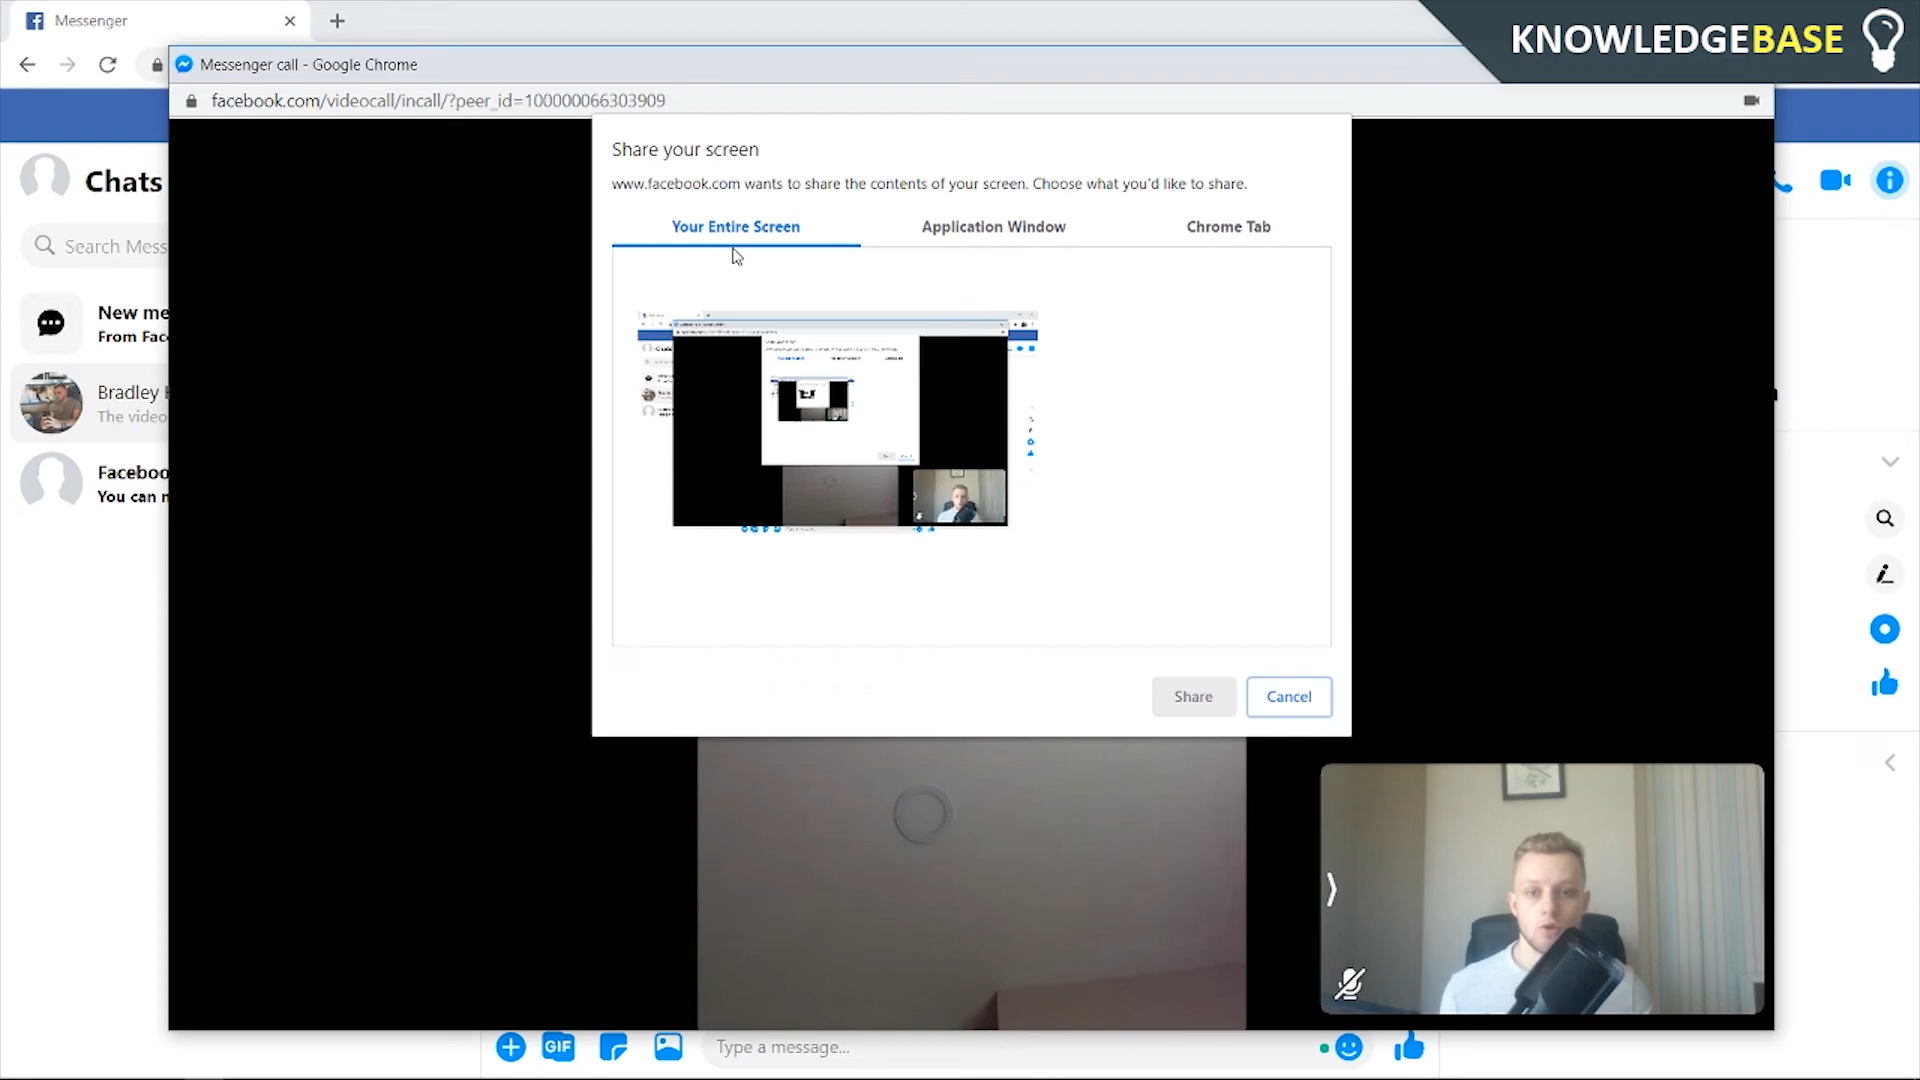 Messenger
KNOWLEDGEBASE
Messenger call - Google Chrome
facebook.com/videocall/incall/?peer_id=100000066303909
Share your screen
www.facebook.com wants to share the contents of your screen. Choose what you'd like to share.
Your Entire Screen
Application Window
Chrome Tab
Chats
Search Mess
New me
From Fac
Bradley
The video
Faceboo
You can
Share
Cancel
GIF
Type a message...